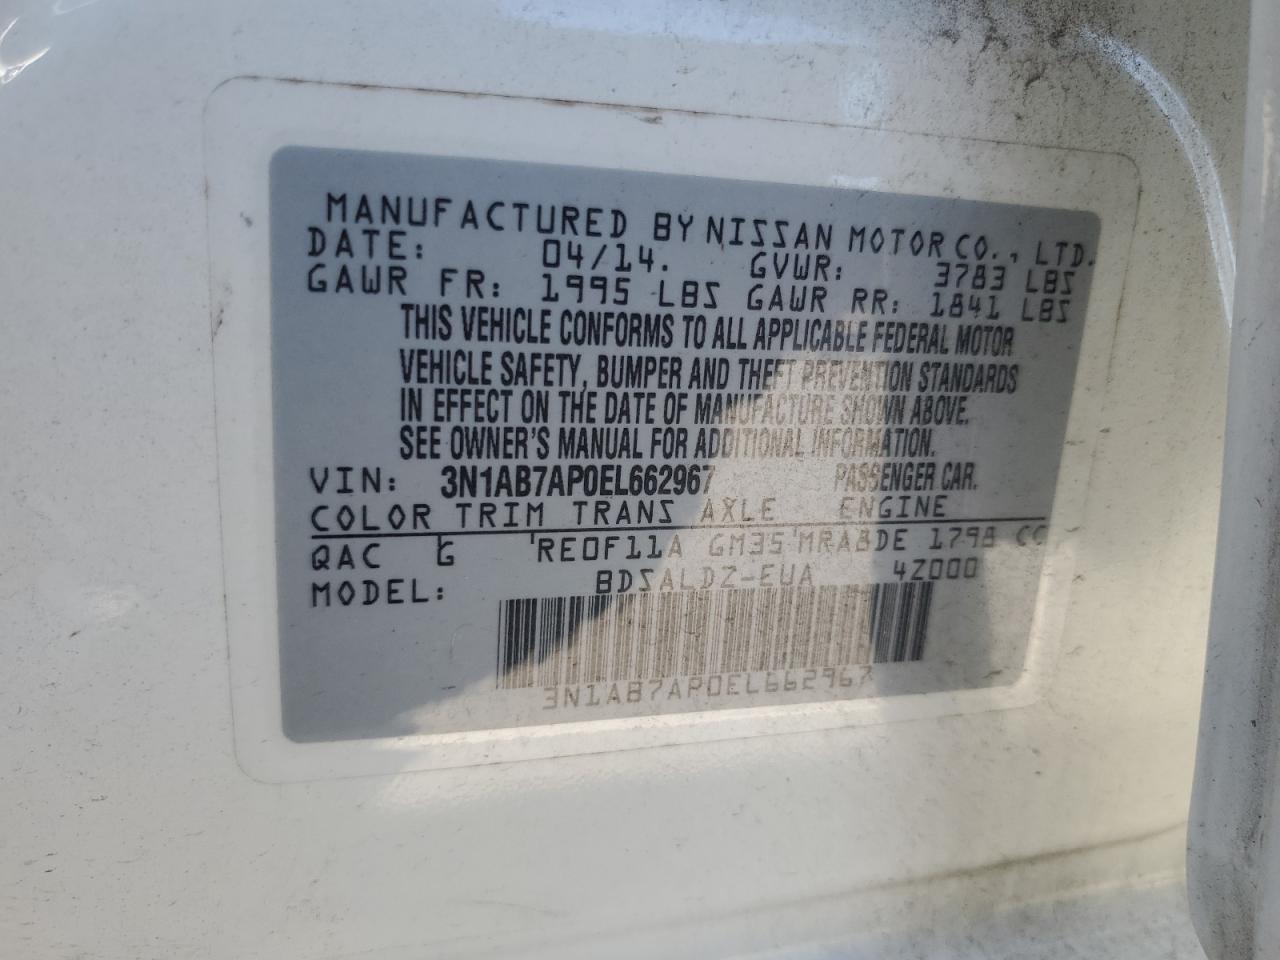 MANUFACTURED BY NISSAN MOTOR CO., LTD.
DATE: 04/14. GVWR: 3783 LBS
GAWR FR: 1995 LBS GAWR RR: 1841 LBS
THIS VEHICLE CONFORMS TO ALL APPLICABLE FEDERAL MOTOR
VEHICLE SAFETY, BUMPER AND THEFT PREVENTION STANDARDS
IN EFFECT ON THE DATE OF MANUFACTURE SHOWN ABOVE.
SEE OWNER'S MANUAL FOR ADDITIONAL INFORMATION.
VIN: 3N1AB7AP0EL662967 PASSENGER CAR.
COLOR TRIM TRANS AXLE ENGINE
QAC G RE0F11A GM35 MRA8DE 1798 CC
MODEL: BDSALDZ-EUA 4Z000
3N1AB7AP0EL662967